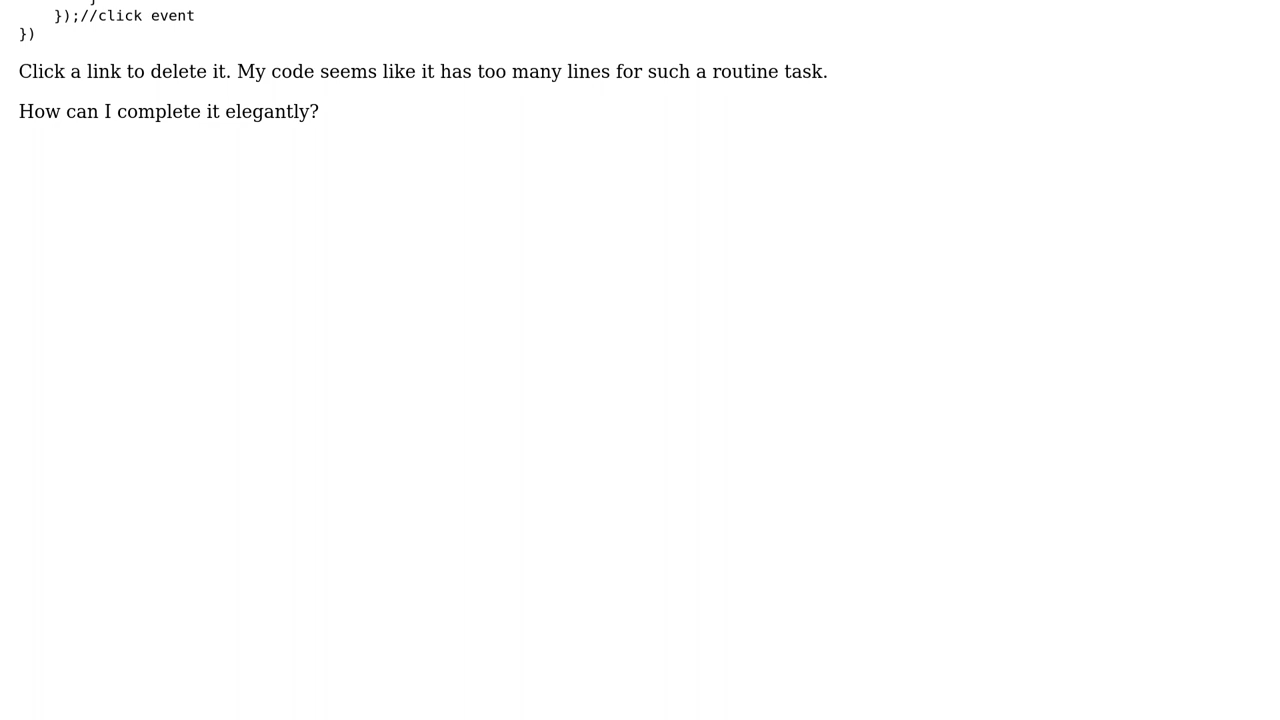 }
});//click event
})
Click a link to delete it. My code seems like it has too many lines for such a routine task.
How can I complete it elegantly?